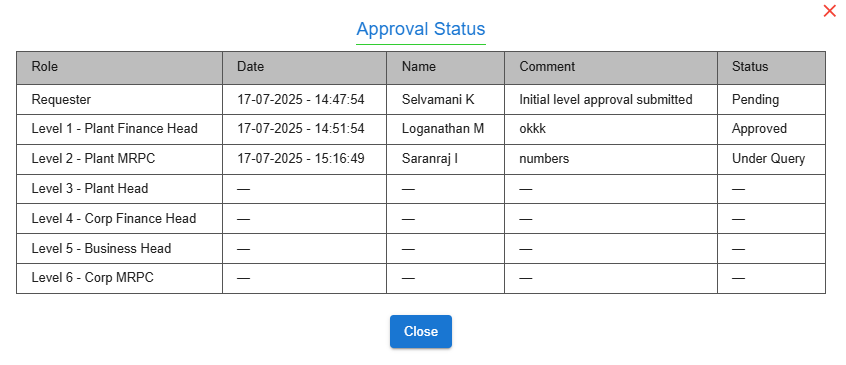 Approval Status
Role Date Name Comment Status
Requester 17-07-2025 - 14:47:54 Selvamani K Initial level approval submitted Pending
Level 1 - Plant Finance Head 17-07-2025 - 14:51:54 Loganathan M okkk Approved
Level 2 - Plant MRPC 17-07-2025 - 15:16:49 Saranraj I numbers Under Query
Level 3 - Plant Head — — — —
Level 4 - Corp Finance Head — — — —
Level 5 - Business Head — — — —
Level 6 - Corp MRPC — — — —
Close